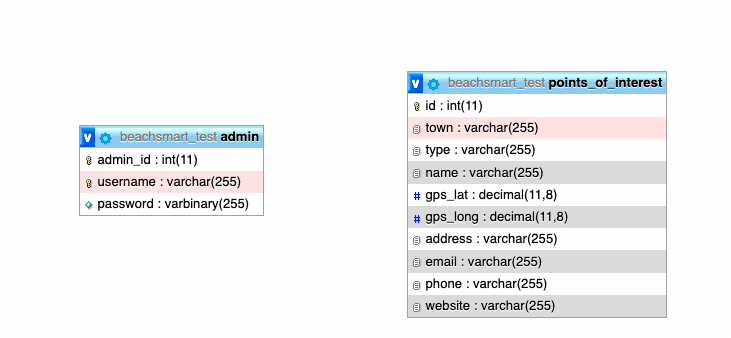 v beachsmart_test admin
admin_id : int(11)
username : varchar(255)
password : varbinary(255)
v beachsmart_test points_of_interest
id : int(11)
town : varchar(255)
type : varchar(255)
name : varchar(255)
# gps_lat : decimal(11,8)
# gps_long : decimal(11,8)
address : varchar(255)
email : varchar(255)
phone : varchar(255)
website : varchar(255)